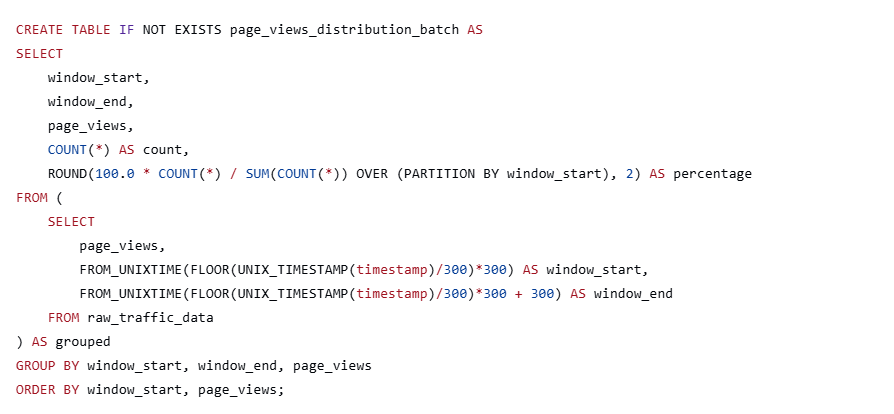 CREATE TABLE IF NOT EXISTS page_views_distribution_batch AS
SELECT
    window_start,
    window_end,
    page_views,
    COUNT(*) AS count,
    ROUND(100.0 * COUNT(*) / SUM(COUNT(*)) OVER (PARTITION BY window_start), 2) AS percentage
FROM (
    SELECT
        page_views,
        FROM_UNIXTIME(FLOOR(UNIX_TIMESTAMP(timestamp)/300)*300) AS window_start,
        FROM_UNIXTIME(FLOOR(UNIX_TIMESTAMP(timestamp)/300)*300 + 300) AS window_end
    FROM raw_traffic_data
) AS grouped
GROUP BY window_start, window_end, page_views
ORDER BY window_start, page_views;